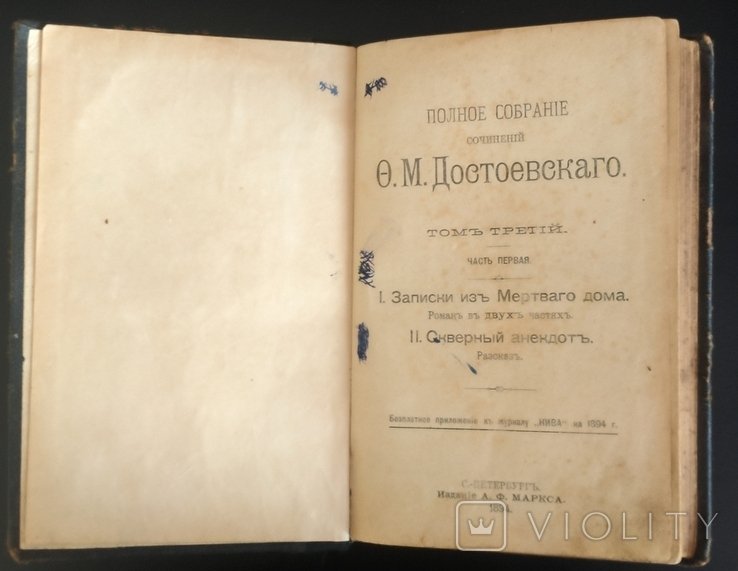 ПОЛНОЕ СОБРАНІЕ
СОЧИНЕНІЙ
Ѳ. М. Достоевскаго.
ТОМЪ ТРЕТІЙ.
ЧАСТЬ ПЕРВАЯ.
I. Записки изъ Мертваго дома.
Романъ въ двухъ частяхъ.
II. Скверный анекдотъ.
Разсказъ.
Безплатное приложеніе къ журналу „НИВА“ на 1894 г.
С.-ПЕТЕРБУРГЪ.
Изданіе А. Ф. МАРКСА.
1894.
VIOLITY